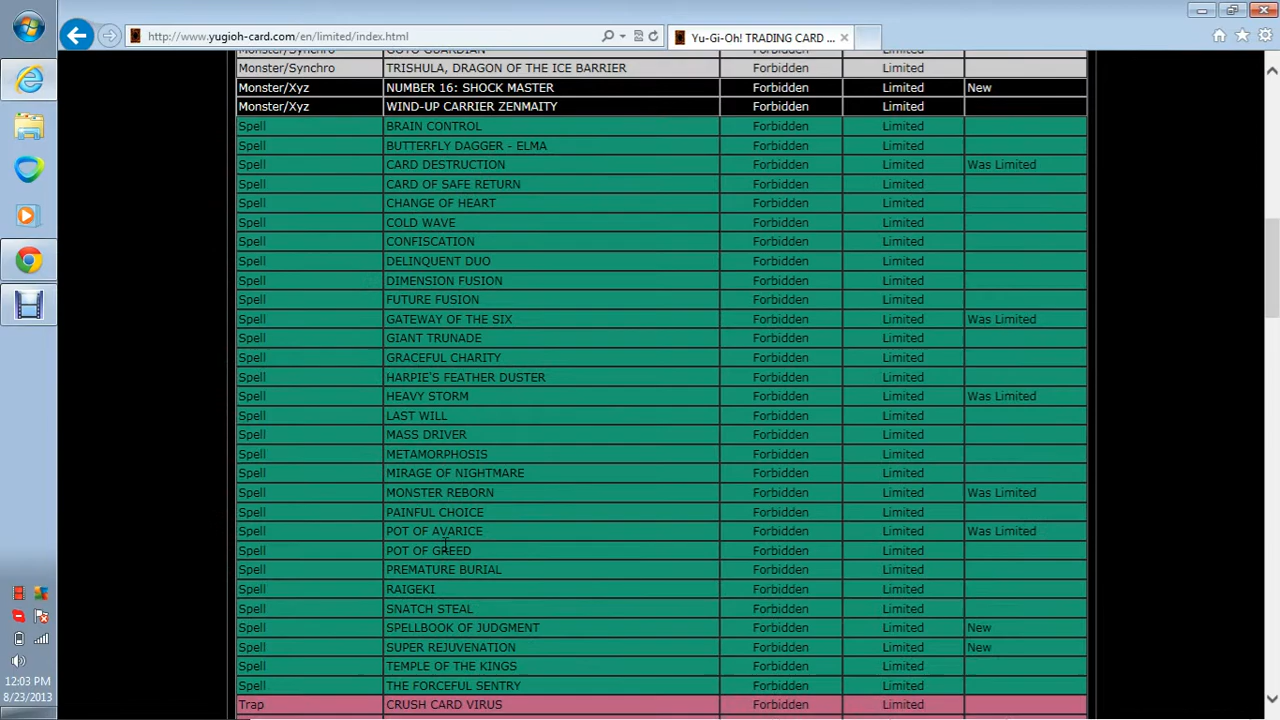 http://www.yugioh-card.com/en/limited/index.html
Yu-Gi-Oh! TRADING CARD ...
Monster/Synchro GOYO GUARDIAN
Monster/Synchro TRISHULA, DRAGON OF THE ICE BARRIER Forbidden Limited
Monster/Xyz NUMBER 16: SHOCK MASTER Forbidden Limited New
Monster/Xyz WIND-UP CARRIER ZENMAITY Forbidden Limited
Spell BRAIN CONTROL Forbidden Limited
Spell BUTTERFLY DAGGER - ELMA Forbidden Limited
Spell CARD DESTRUCTION Forbidden Limited Was Limited
Spell CARD OF SAFE RETURN Forbidden Limited
Spell CHANGE OF HEART Forbidden Limited
Spell COLD WAVE Forbidden Limited
Spell CONFISCATION Forbidden Limited
Spell DELINQUENT DUO Forbidden Limited
Spell DIMENSION FUSION Forbidden Limited
Spell FUTURE FUSION Forbidden Limited
Spell GATEWAY OF THE SIX Forbidden Limited Was Limited
Spell GIANT TRUNADE Forbidden Limited
Spell GRACEFUL CHARITY Forbidden Limited
Spell HARPIE'S FEATHER DUSTER Forbidden Limited
Spell HEAVY STORM Forbidden Limited Was Limited
Spell LAST WILL Forbidden Limited
Spell MASS DRIVER Forbidden Limited
Spell METAMORPHOSIS Forbidden Limited
Spell MIRAGE OF NIGHTMARE Forbidden Limited
Spell MONSTER REBORN Forbidden Limited Was Limited
Spell PAINFUL CHOICE Forbidden Limited
Spell POT OF AVARICE Forbidden Limited Was Limited
Spell POT OF GREED Forbidden Limited
Spell PREMATURE BURIAL Forbidden Limited
Spell RAIGEKI Forbidden Limited
Spell SNATCH STEAL Forbidden Limited
Spell SPELLBOOK OF JUDGMENT Forbidden Limited New
Spell SUPER REJUVENATION Forbidden Limited New
Spell TEMPLE OF THE KINGS Forbidden Limited
Spell THE FORCEFUL SENTRY Forbidden Limited
Trap CRUSH CARD VIRUS Forbidden Limited
12:03 PM
8/23/2013